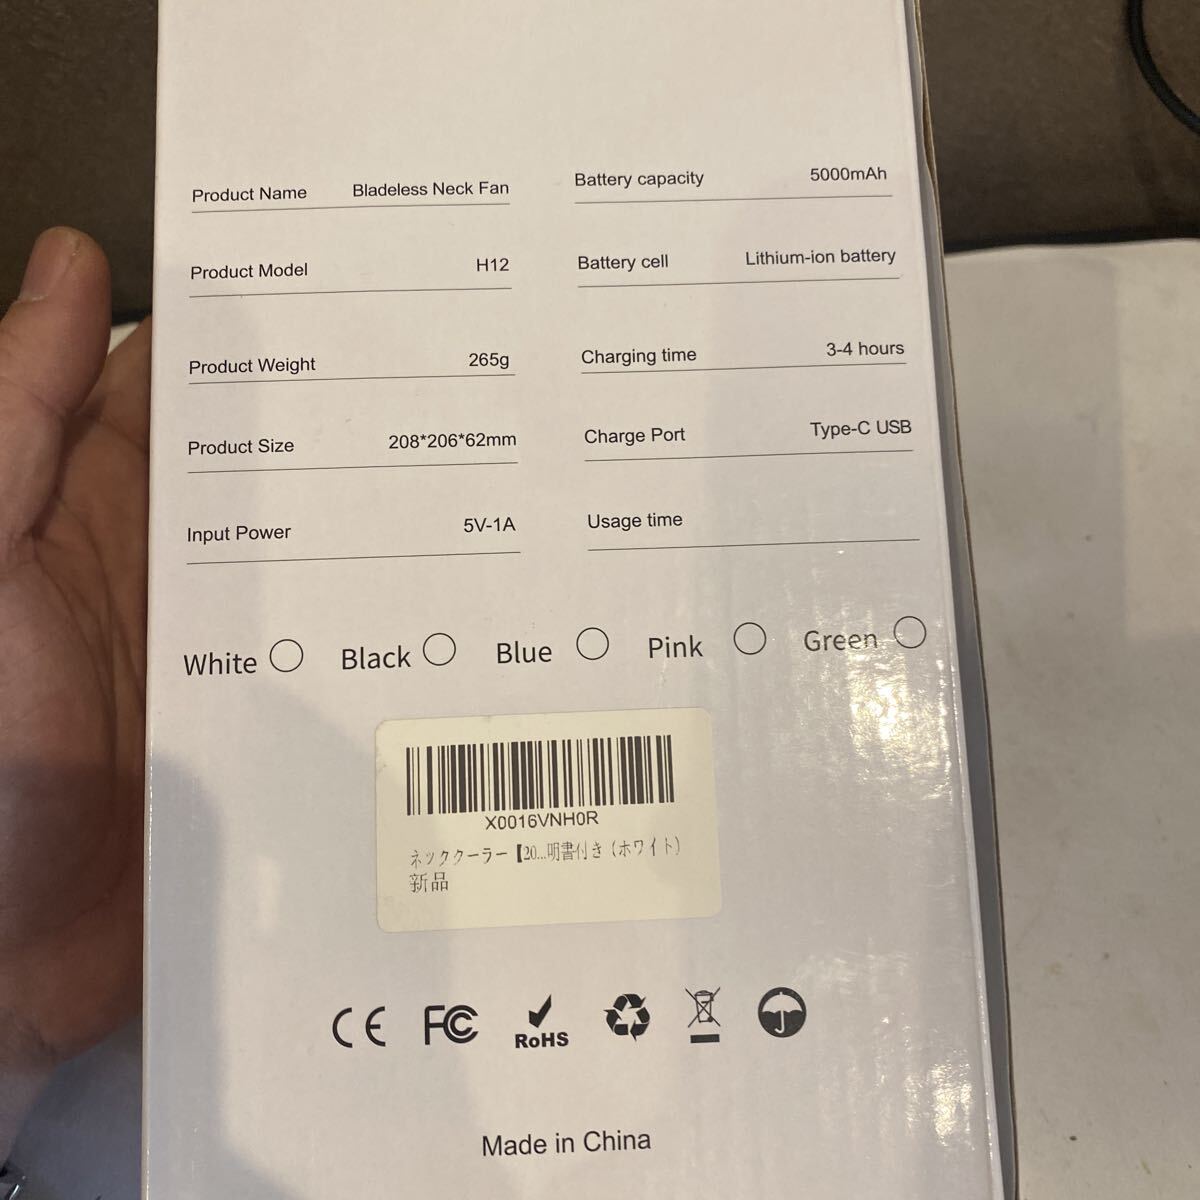 Product Name Bladeless Neck Fan
Product Model H12
Product Weight 265g
Product Size 208*206*62mm
Input Power 5V-1A
Battery capacity 5000mAh
Battery cell Lithium-ion battery
Charging time 3-4 hours
Charge Port Type-C USB
Usage time
White Black Blue Pink Green
X0016VNH0R
ネッククーラー【20...明書付き（ホワイト）
新品
CE FC RoHS
Made in China